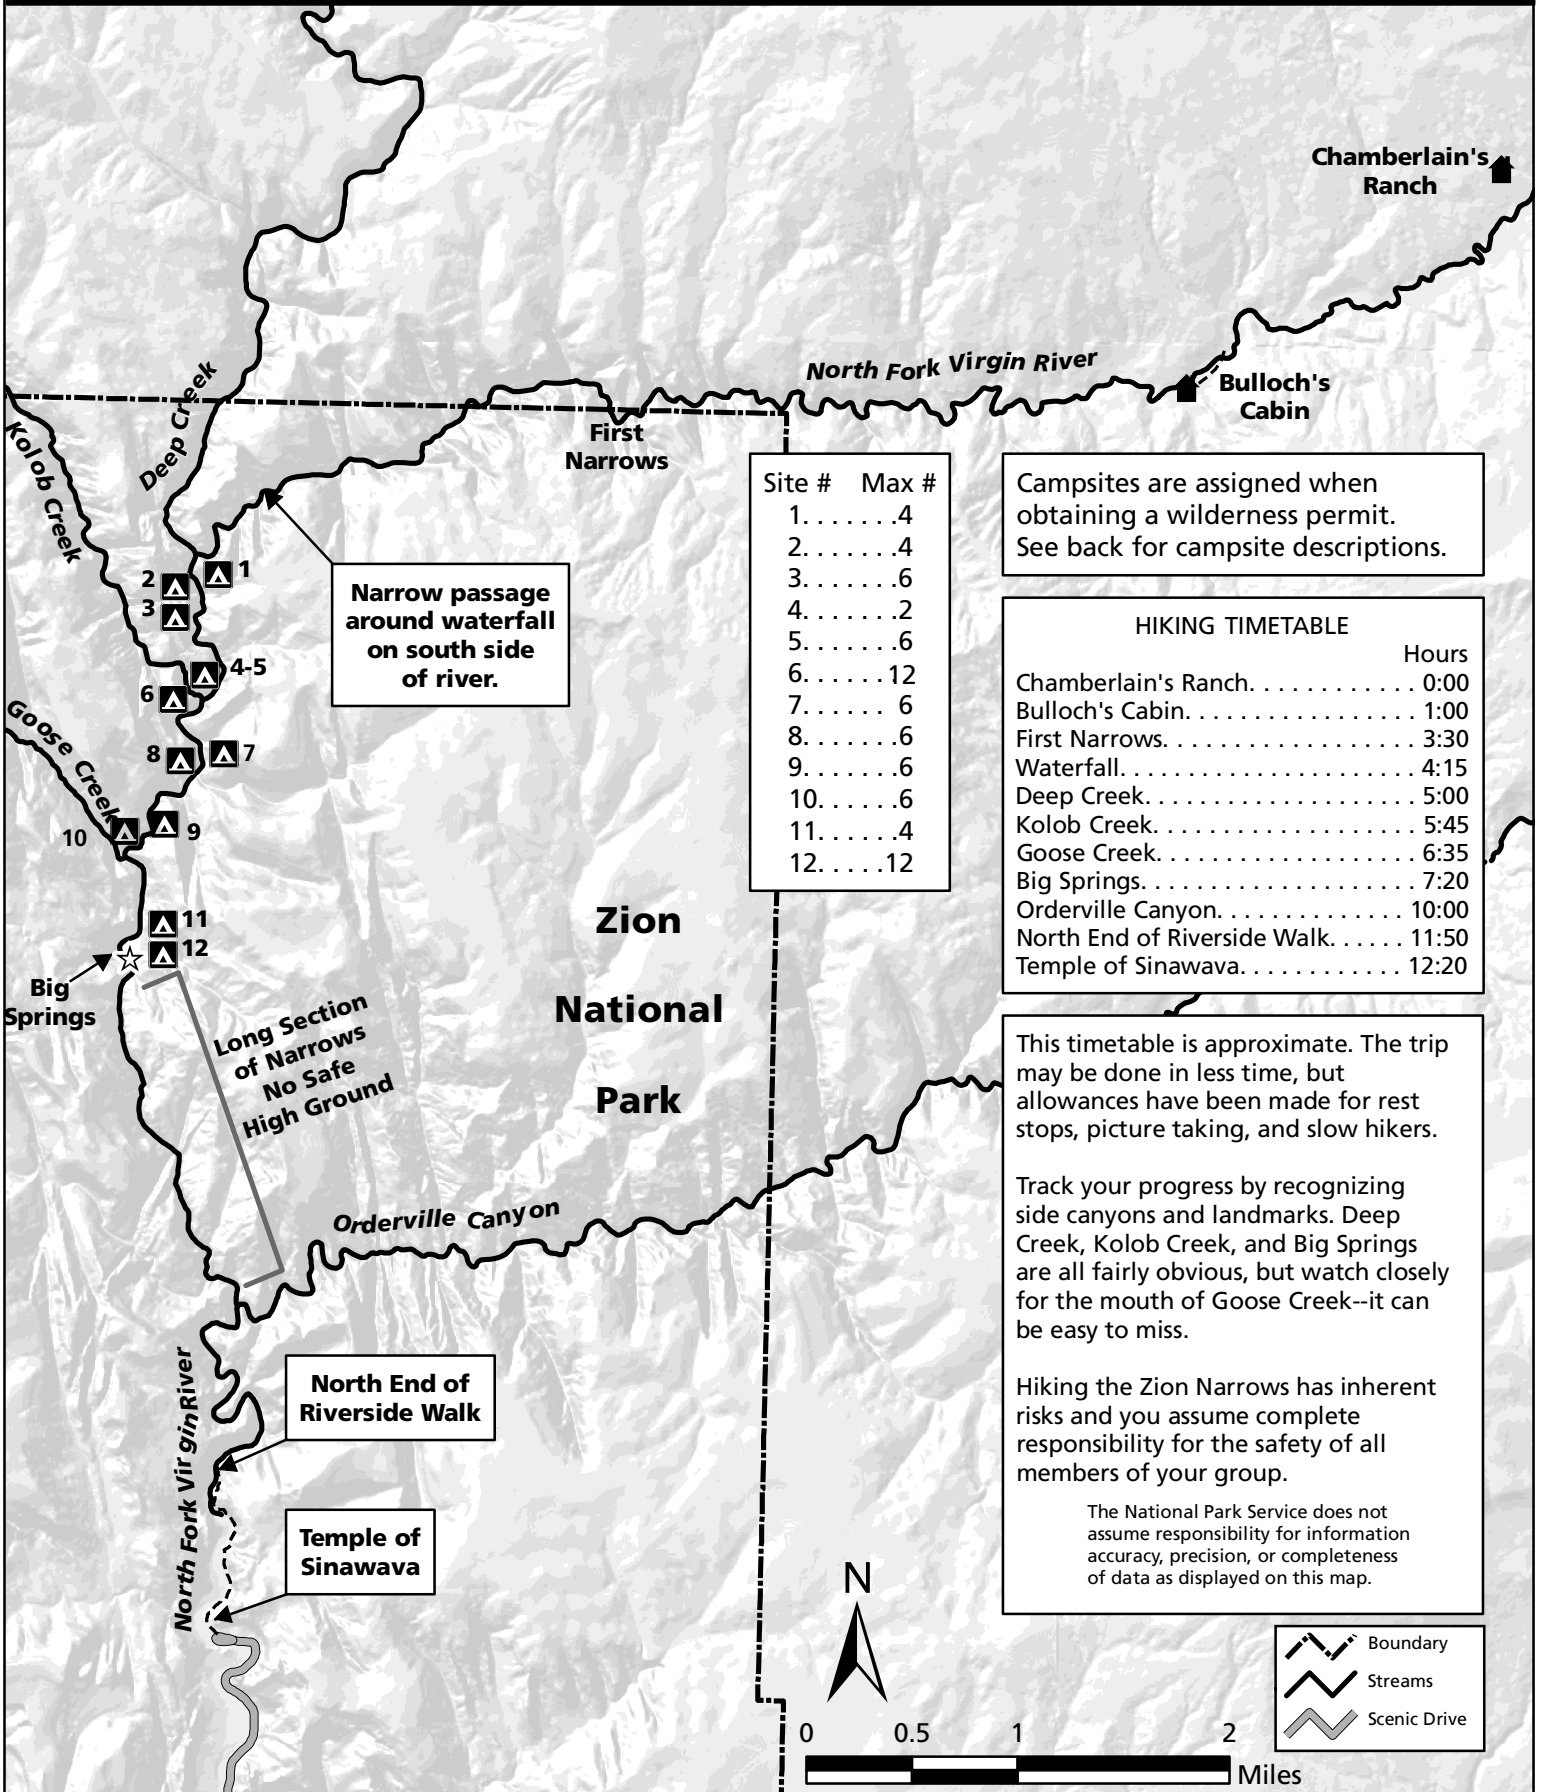 Chamberlain's
Ranch
North Fork Virgin River
Bulloch's
Cabin
Deep Creek
Kolob Creek
First
Narrows
Narrow passage
around waterfall
on south side
of river.
1
2
3
4-5
6
7
8
9
10
Goose Creek
11
12
Big
Springs
Long Section
of Narrows
No Safe
High Ground
Zion
National
Park
Orderville Canyon
North Fork Virgin River
North End of
Riverside Walk
Temple of
Sinawava
Site # Max #
1. . . . . . .4
2. . . . . . .4
3. . . . . . .6
4. . . . . . .2
5. . . . . . .6
6. . . . . .12
7. . . . . . 6
8. . . . . . .6
9. . . . . . .6
10. . . . . .6
11. . . . . .4
12. . . . .12
Campsites are assigned when
obtaining a wilderness permit.
See back for campsite descriptions.
HIKING TIMETABLE
Hours
Chamberlain's Ranch. . . . . . . . . . . . 0:00
Bulloch's Cabin. . . . . . . . . . . . . . . . . 1:00
First Narrows. . . . . . . . . . . . . . . . . . . 3:30
Waterfall. . . . . . . . . . . . . . . . . . . . . . 4:15
Deep Creek. . . . . . . . . . . . . . . . . . . . 5:00
Kolob Creek. . . . . . . . . . . . . . . . . . . 5:45
Goose Creek. . . . . . . . . . . . . . . . . . . 6:35
Big Springs. . . . . . . . . . . . . . . . . . . . 7:20
Orderville Canyon. . . . . . . . . . . . . 10:00
North End of Riverside Walk. . . . . . 11:50
Temple of Sinawava. . . . . . . . . . . . 12:20
This timetable is approximate. The trip
may be done in less time, but
allowances have been made for rest
stops, picture taking, and slow hikers.
Track your progress by recognizing
side canyons and landmarks. Deep
Creek, Kolob Creek, and Big Springs
are all fairly obvious, but watch closely
for the mouth of Goose Creek--it can
be easy to miss.
Hiking the Zion Narrows has inherent
risks and you assume complete
responsibility for the safety of all
members of your group.
The National Park Service does not
assume responsibility for information
accuracy, precision, or completeness
of data as displayed on this map.
N
0 0.5 1 2
Miles
Boundary
Streams
Scenic Drive